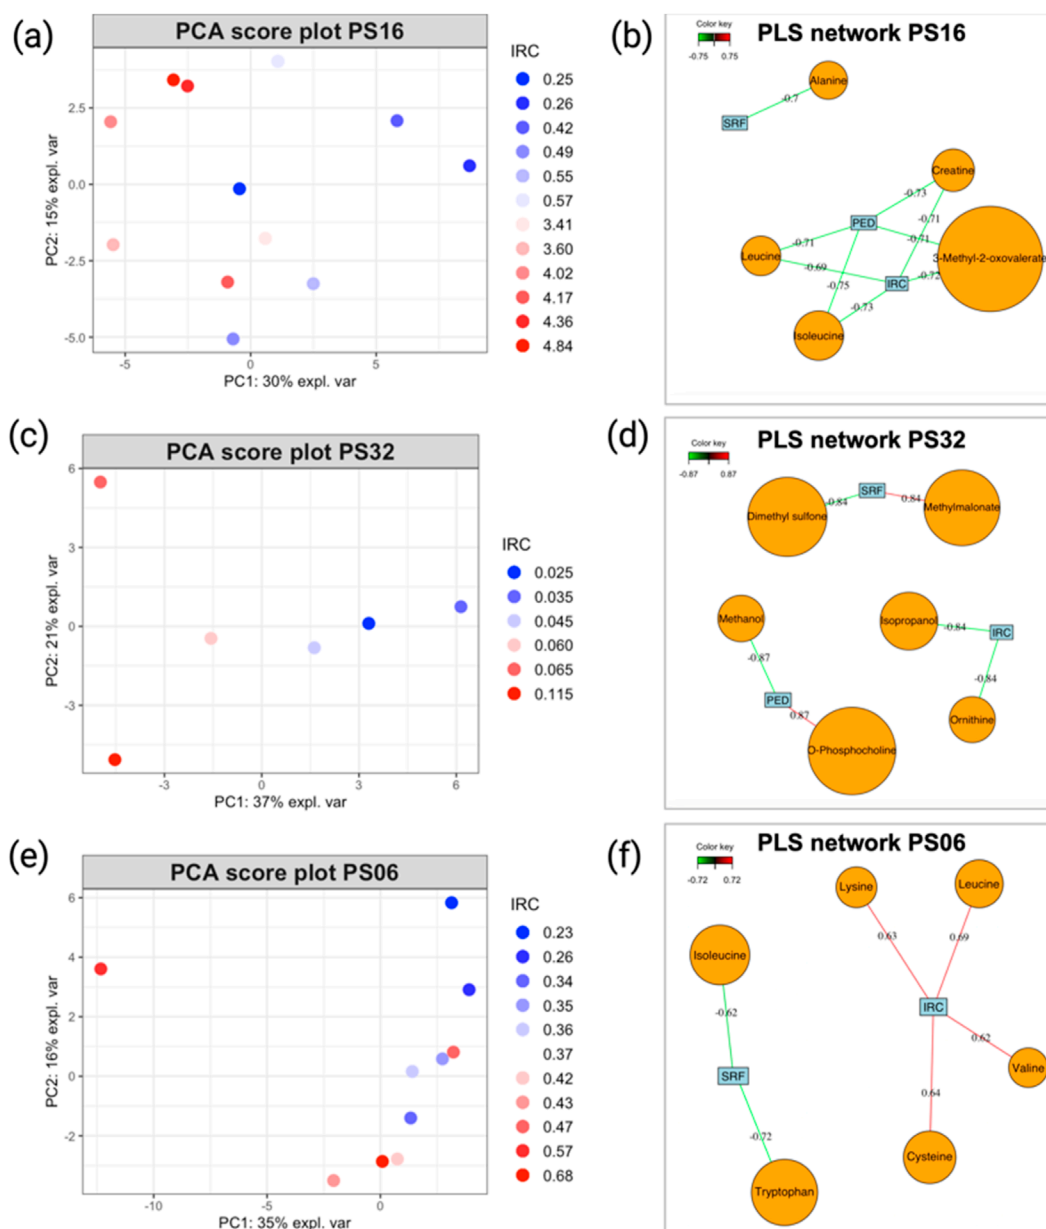 (a)
PCA score plot PS16
PC2: 15% expl. var
2.5
0.0
-2.5
-5.0
-5
0
5
PC1: 30% expl. var
IRC
0.25
0.26
0.42
0.49
0.55
0.57
3.41
3.60
4.02
4.17
4.36
4.84
(b)
Color key
-0.75 0.75
PLS network PS16
Alanine
-0.7
SRF
Creatine
-0.73
PED
-0.71
-0.71
-0.71
3-Methyl-2-oxovalerate
Leucine
-0.69
-0.72
IRC
-0.75
-0.73
Isoleucine
(c)
PCA score plot PS32
PC2: 21% expl. var
6
3
0
-3
-3
0
3
6
PC1: 37% expl. var
IRC
0.025
0.035
0.045
0.060
0.065
0.115
(d)
Color key
-0.87 0.87
PLS network PS32
SRF
-0.84
0.84
Dimethyl sulfone
Methylmalonate
Methanol
Isopropanol
-0.84
IRC
-0.87
-0.84
PED
0.87
Ornithine
O-Phosphocholine
(e)
PCA score plot PS06
PC2: 16% expl. var
6
4
2
0
-2
-10
-5
0
PC1: 35% expl. var
IRC
0.23
0.26
0.34
0.35
0.36
0.37
0.42
0.43
0.47
0.57
0.68
(f)
Color key
-0.72 0.72
PLS network PS06
Lysine
Leucine
0.63
0.69
Isoleucine
IRC
-0.62
0.62
Valine
SRF
0.64
-0.72
Cysteine
Tryptophan